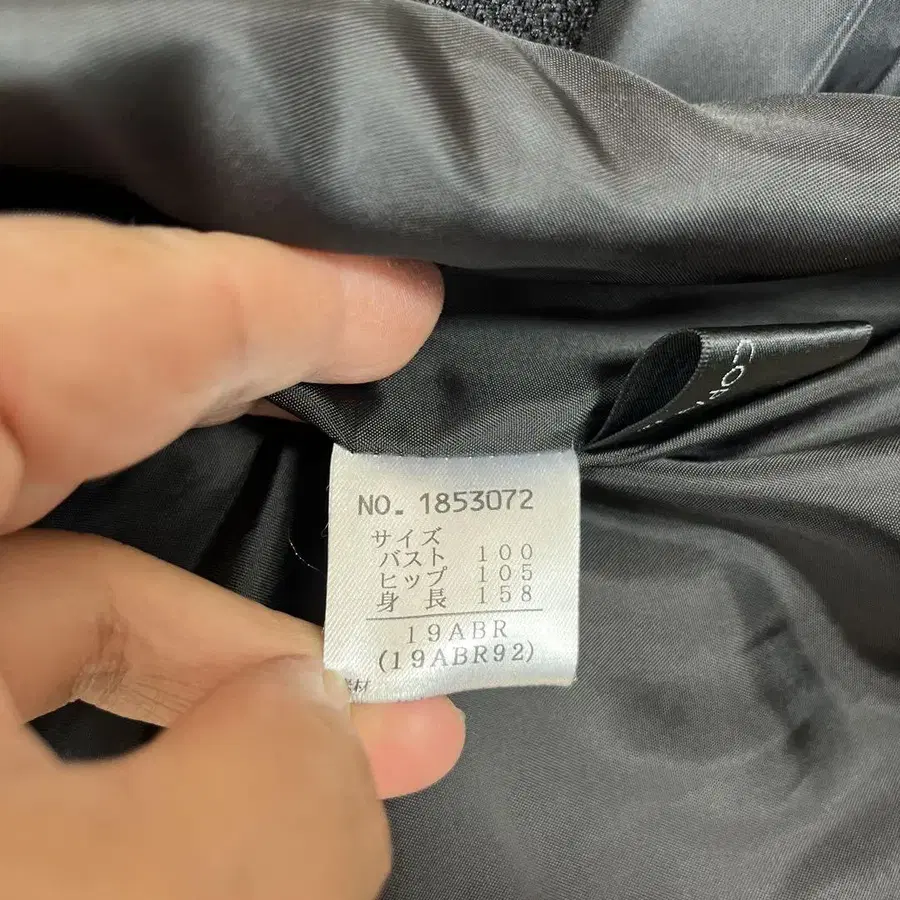 NO. 1853072
サイズ
バスト 100
ヒップ 105
身長 158
19ABR
(19ABR92)